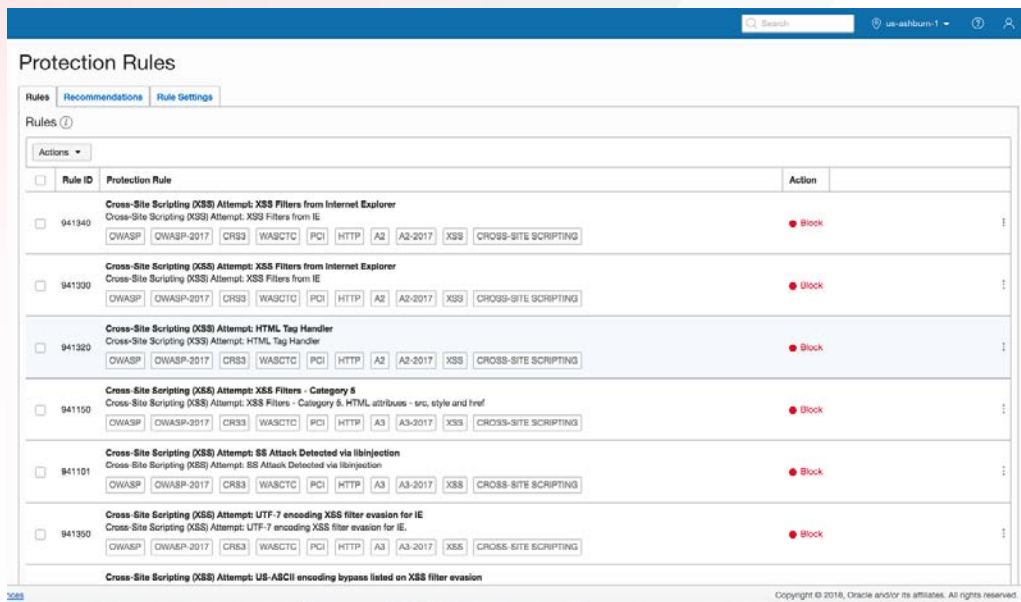 Search
us-ashburn-1
Protection Rules
Rules Recommendations Rule Settings
Rules
Actions
Rule ID Protection Rule Action
Cross-Site Scripting (XSS) Attempt: XSS Filters from Internet Explorer
941340 Cross-Site Scripting (XSS) Attempt: XSS Filters from IE Block
OWASP OWASP-2017 CRS3 WASCTC PCI HTTP A2 A2-2017 XSS CROSS-SITE SCRIPTING
Cross-Site Scripting (XSS) Attempt: XSS Filters from Internet Explorer
941330 Cross-Site Scripting (XSS) Attempt: XSS Filters from IE Block
OWASP OWASP-2017 CRS3 WASCTC PCI HTTP A2 A2-2017 XSS CROSS-SITE SCRIPTING
Cross-Site Scripting (XSS) Attempt: HTML Tag Handler
941320 Cross-Site Scripting (XSS) Attempt: HTML Tag Handler Block
OWASP OWASP-2017 CRS3 WASCTC PCI HTTP A2 A2-2017 XSS CROSS-SITE SCRIPTING
Cross-Site Scripting (XSS) Attempt: XSS Filters - Category 5
941150 Cross-Site Scripting (XSS) Attempt: XSS Filters - Category 5. HTML attribues - src, style and href Block
OWASP OWASP-2017 CRS3 WASCTC PCI HTTP A3 A3-2017 XSS CROSS-SITE SCRIPTING
Cross-Site Scripting (XSS) Attempt: SS Attack Detected via libinjection
941101 Cross-Site Scripting (XSS) Attempt: SS Attack Detected via libinjection Block
OWASP OWASP-2017 CRS3 WASCTC PCI HTTP A3 A3-2017 XSS CROSS-SITE SCRIPTING
Cross-Site Scripting (XSS) Attempt: UTF-7 encoding XSS filter evasion for IE
941350 Cross-Site Scripting (XSS) Attempt: UTF-7 encoding XSS filter evasion for IE. Block
OWASP OWASP-2017 CRS3 WASCTC PCI HTTP A3 A3-2017 XSS CROSS-SITE SCRIPTING
Cross-Site Scripting (XSS) Attempt: US-ASCII encoding bypass listed on XSS filter evasion
Copyright © 2018, Oracle and/or its affiliates. All rights reserved.